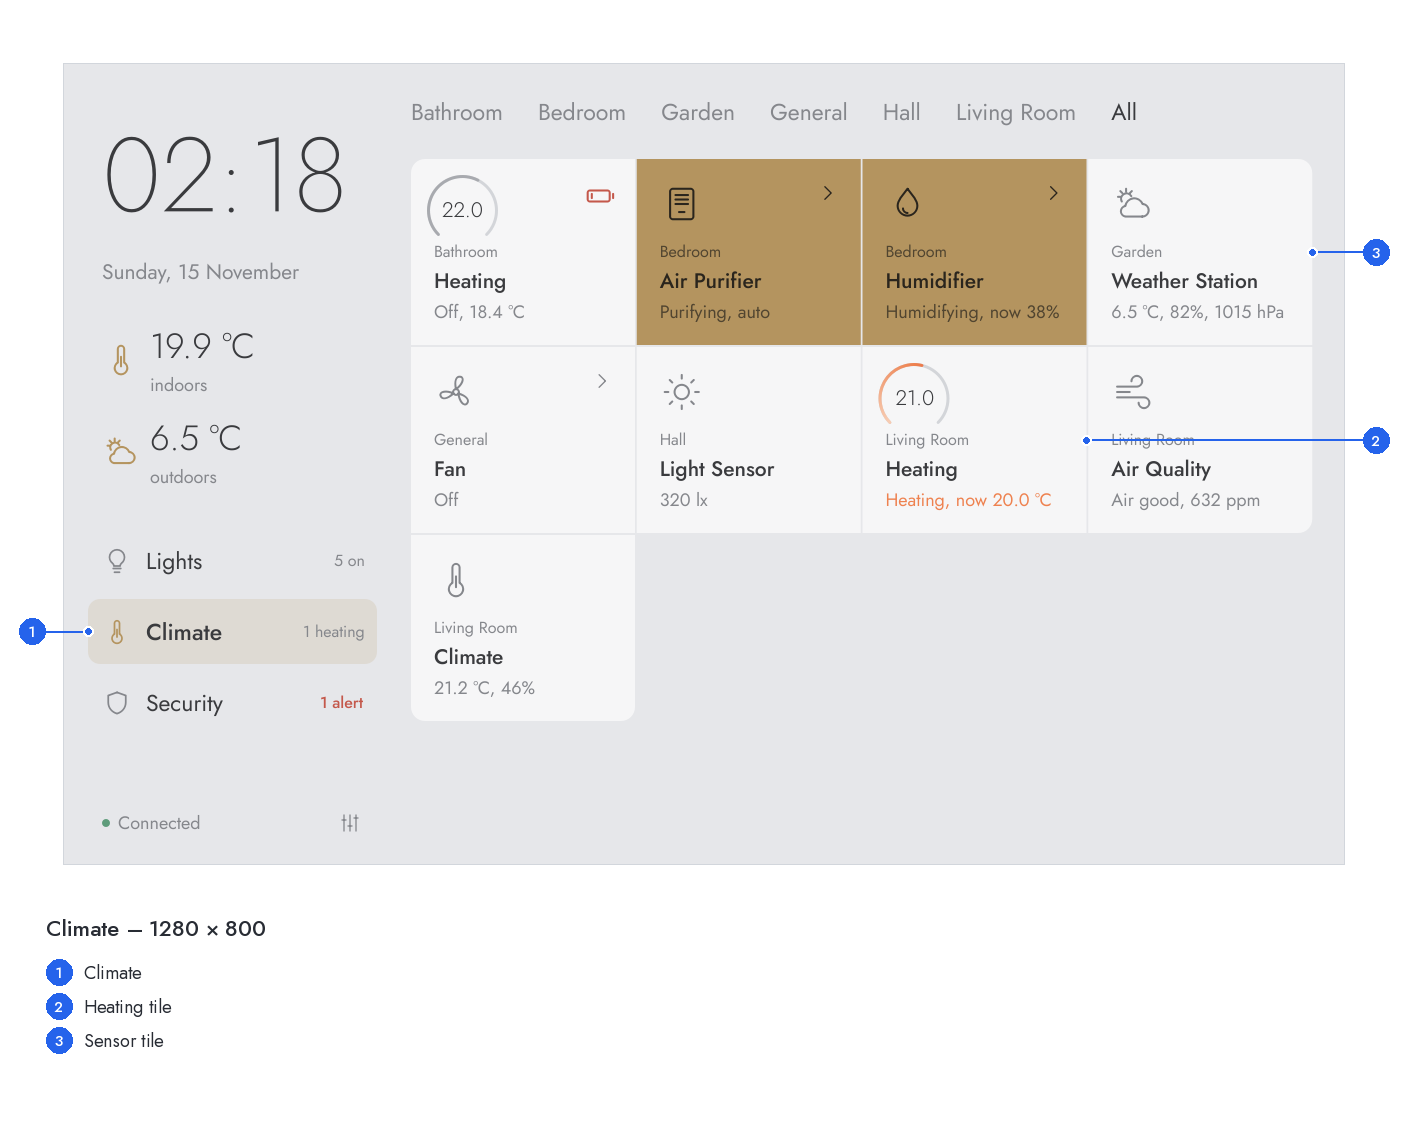 02:18
Sunday, 15 November
19.9 °C
indoors
6.5 °C
outdoors
Lights 5 on
Climate 1 heating
Security 1 alert
Connected
Bathroom Bedroom Garden General Hall Living Room All
22.0
Bathroom
Heating
Off, 18.4 °C
Bedroom
Air Purifier
Purifying, auto
Bedroom
Humidifier
Humidifying, now 38%
Garden
Weather Station
6.5 °C, 82%, 1015 hPa
General
Fan
Off
Hall
Light Sensor
320 lx
21.0
Living Room
Heating
Heating, now 20.0 °C
Living Room
Air Quality
Air good, 632 ppm
Living Room
Climate
21.2 °C, 46%
1
2
3
Climate – 1280 × 800
1 Climate
2 Heating tile
3 Sensor tile